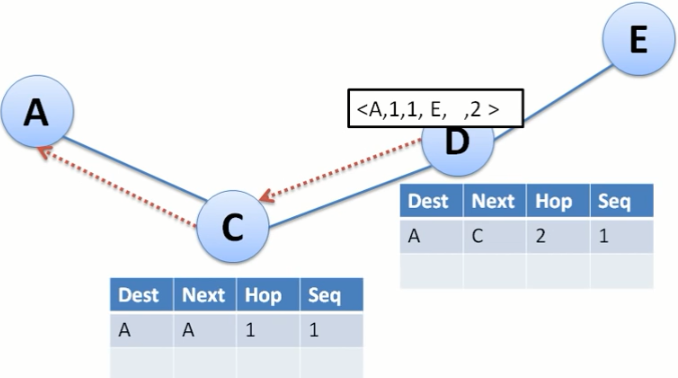 E
A
<A,1,1, E,   ,2 >
D
C
Dest Next Hop Seq
A C 2 1
Dest Next Hop Seq
A A 1 1